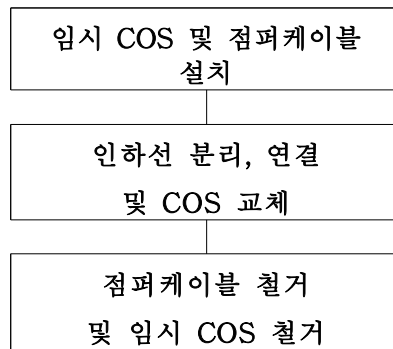 임시 COS 및 점퍼케이블
설치
인하선 분리, 연결
및 COS 교체
점퍼케이블 철거
및 임시 COS 철거